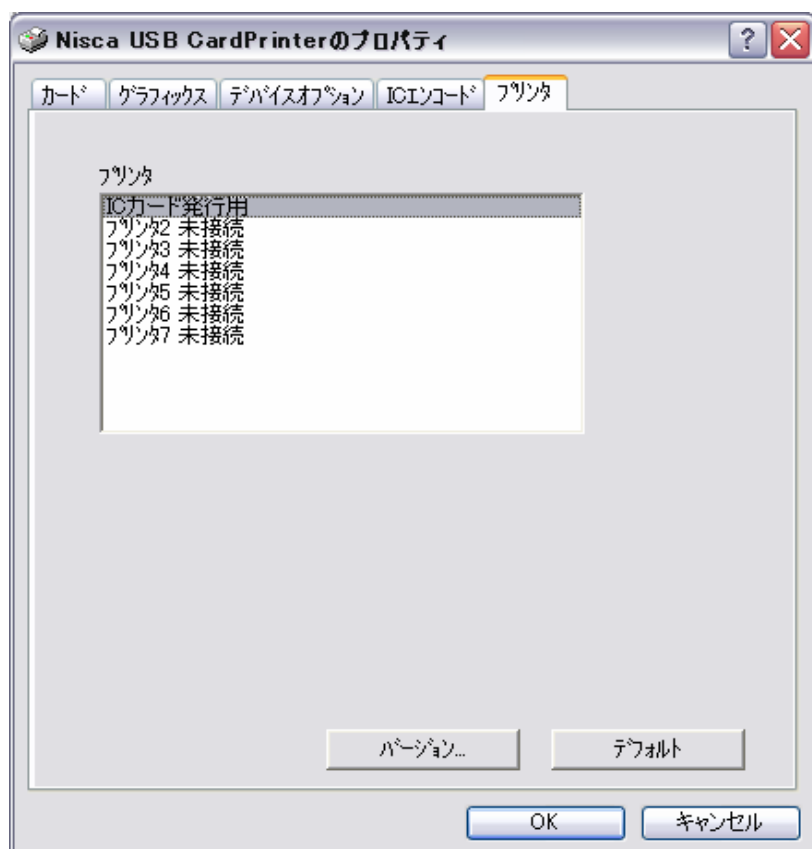 Nisca USB CardPrinterのプロパティ
カード グラフィックス デバイスオプション ICエンコード プリンタ
プリンタ
ICカード発行用
プリンタ2 未接続
プリンタ3 未接続
プリンタ4 未接続
プリンタ5 未接続
プリンタ6 未接続
プリンタ7 未接続
バージョン... デフォルト
OK キャンセル